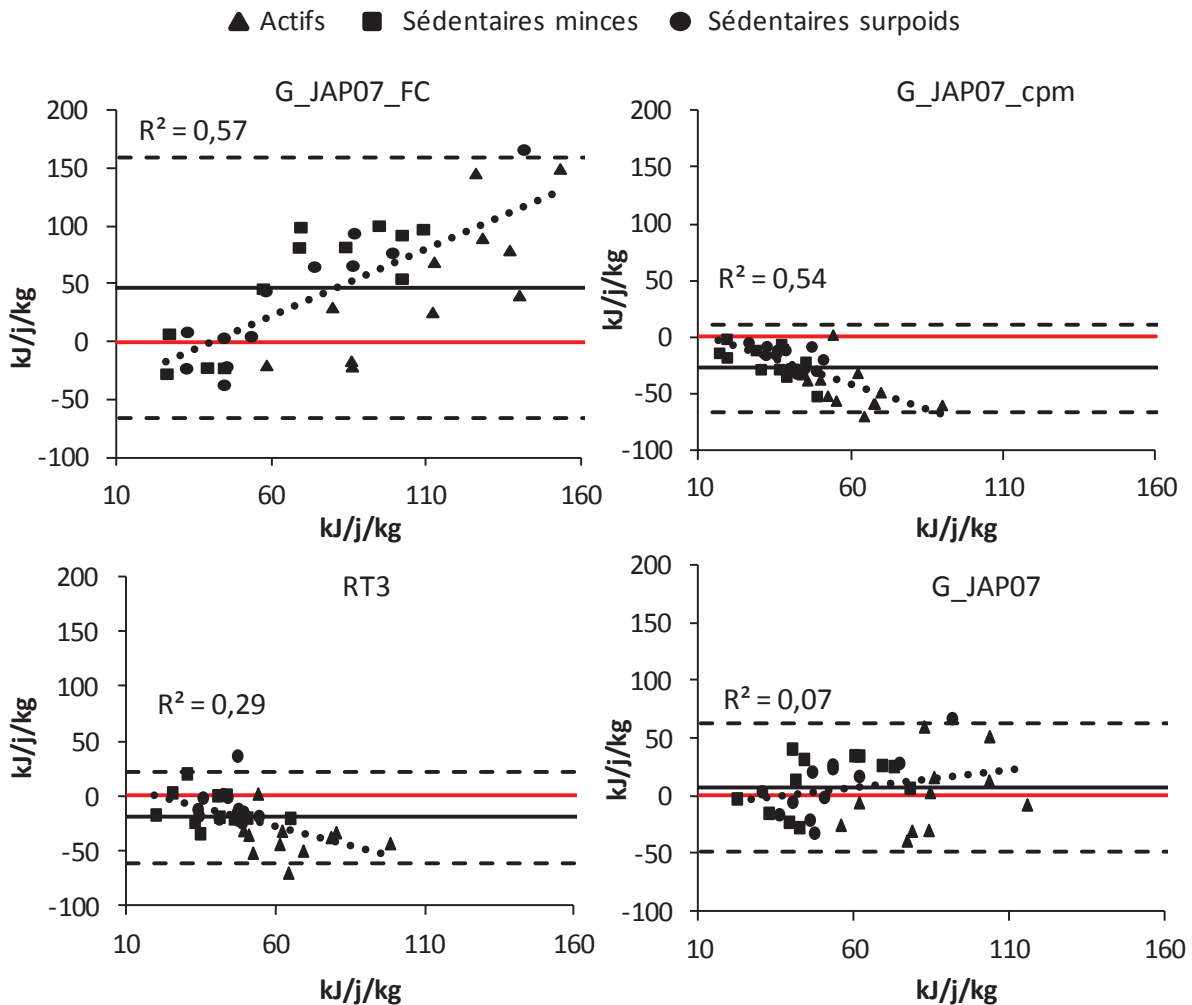 Actifs Sédentaires minces Sédentaires surpoids
G_JAP07_FC
200
R² = 0,57
150
100
50
0
-50
-100
kJ/j/kg
10 60 110 160
kJ/j/kg
G_JAP07_cpm
200
150
100
R² = 0,54
50
0
-50
-100
kJ/j/kg
10 60 110 160
kJ/j/kg
RT3
200
150
100
R² = 0,29
50
0
-50
-100
kJ/j/kg
10 60 110 160
kJ/j/kg
G_JAP07
200
150
100
R² = 0,07
50
0
-50
-100
kJ/j/kg
10 60 110 160
kJ/j/kg